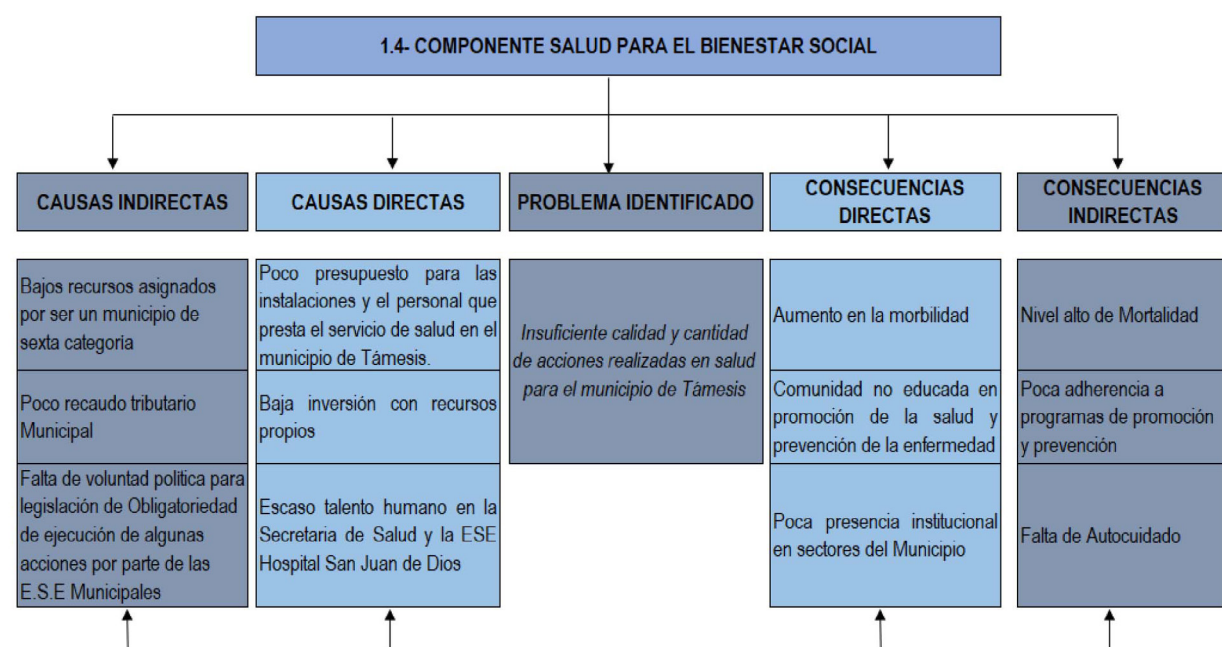 1.4- COMPONENTE SALUD PARA EL BIENESTAR SOCIAL
CAUSAS INDIRECTAS
CAUSAS DIRECTAS
PROBLEMA IDENTIFICADO
CONSECUENCIAS
DIRECTAS
CONSECUENCIAS
INDIRECTAS
Bajos recursos asignados
por ser un municipio de
sexta categoría
Poco recaudo tributario
Municipal
Falta de voluntad politica para
legislación de Obligatoriedad
de ejecución de algunas
acciones por parte de las
E.S.E Municipales
Poco presupuesto para las
instalaciones y el personal que
presta el servicio de salud en el
municipio de Támesis.
Baja inversión con recursos
propios
Escaso talento humano en la
Secretaria de Salud y la ESE
Hospital San Juan de Dios
Insuficiente calidad y cantidad
de acciones realizadas en salud
para el municipio de Támesis
Aumento en la morbilidad
Comunidad no educada en
promoción de la salud y
prevención de la enfermedad
Poca presencia institucional
en sectores del Municipio
Nivel alto de Mortalidad
Poca adherencia a
programas de promoción
y prevención
Falta de Autocuidado